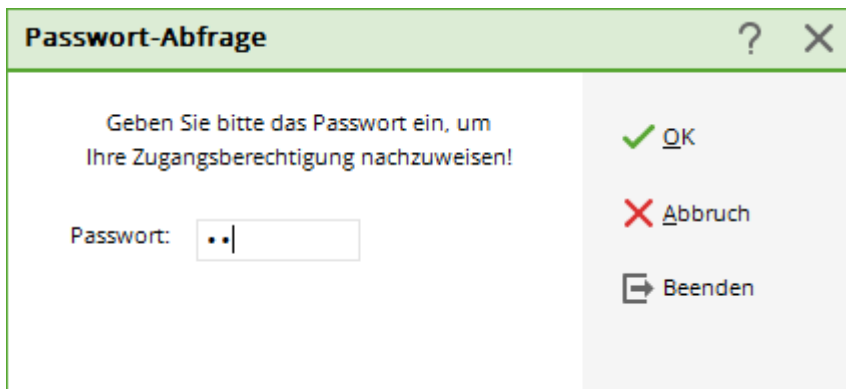 Passwort-Abfrage
Geben Sie bitte das Passwort ein, um
Ihre Zugangsberechtigung nachzuweisen!
Passwort: ••
OK
Abbruch
Beenden